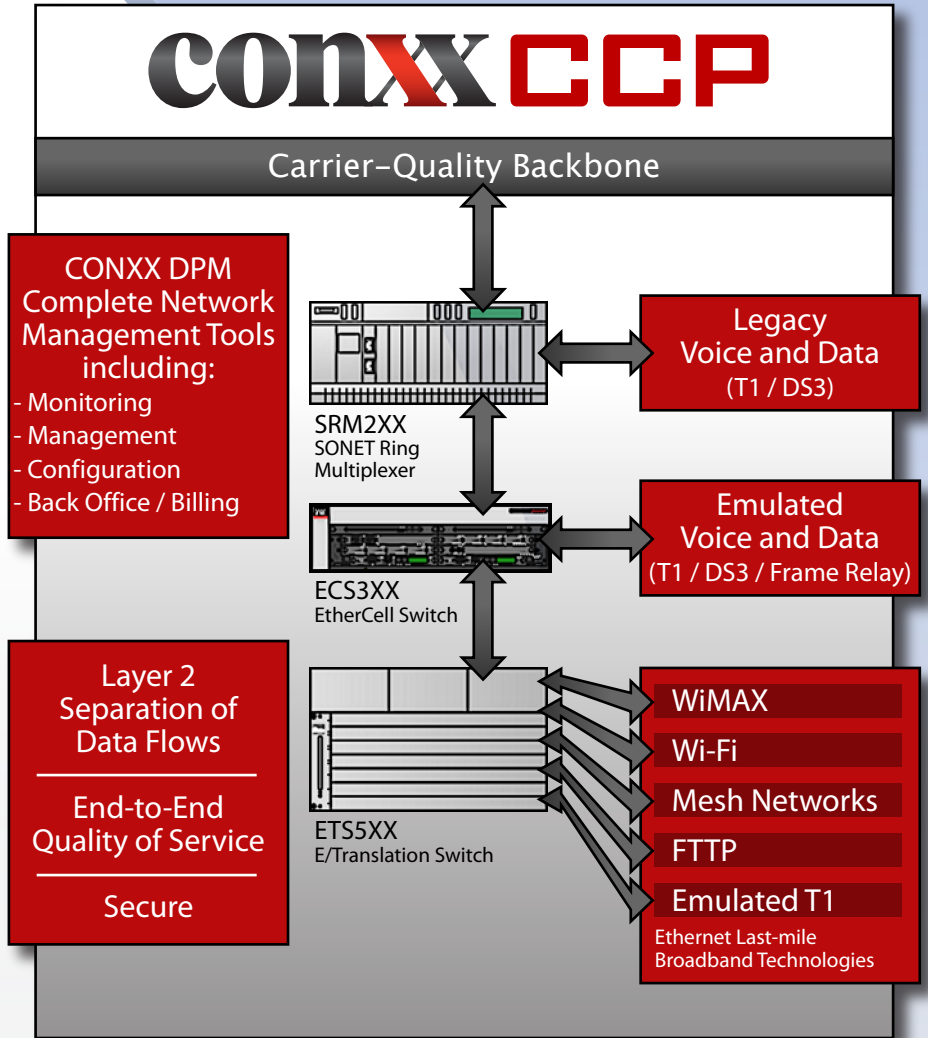 conxx CCP
Carrier-Quality Backbone
CONXX DPM
Complete Network
Management Tools
including:
- Monitoring
- Management
- Configuration
- Back Office / Billing
SRM2XX
SONET Ring
Multiplexer
Legacy
Voice and Data
(T1 / DS3)
ECS3XX
EtherCell Switch
Emulated
Voice and Data
(T1 / DS3 / Frame Relay)
Layer 2
Separation of
Data Flows
End-to-End
Quality of Service
Secure
ETS5XX
E/Translation Switch
WiMAX
Wi-Fi
Mesh Networks
FTTP
Emulated T1
Ethernet Last-mile
Broadband Technologies